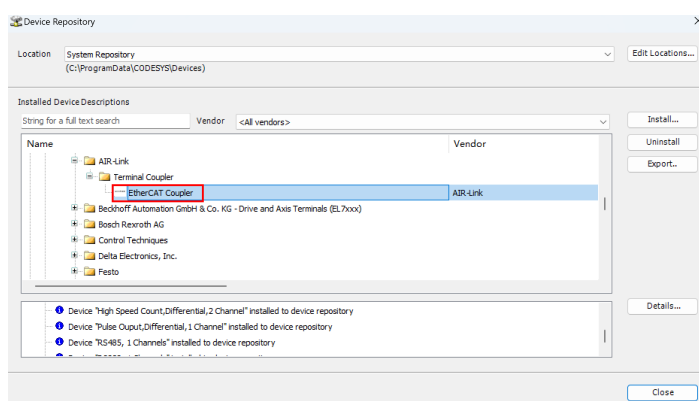 Device Repository
Location System Repository Edit Locations...
(C:\ProgramData\CODESYS\Devices)
Installed Device Descriptions
String for a full text search Vendor <All vendors> Install...
Name Vendor Uninstall
AIR-Link Export..
Terminal Coupler
EtherCAT Coupler AIR-Link
Beckhoff Automation GmbH & Co. KG - Drive and Axis Terminals (EL7xxx)
Bosch Rexroth AG
Control Techniques
Delta Electronics, Inc.
Festo
Device "High Speed Count,Differential,2 Channel" installed to device repository Details...
Device "Pulse Ouput,Differential,1 Channel" installed to device repository
Device "RS485, 1 Channels" installed to device repository
Close